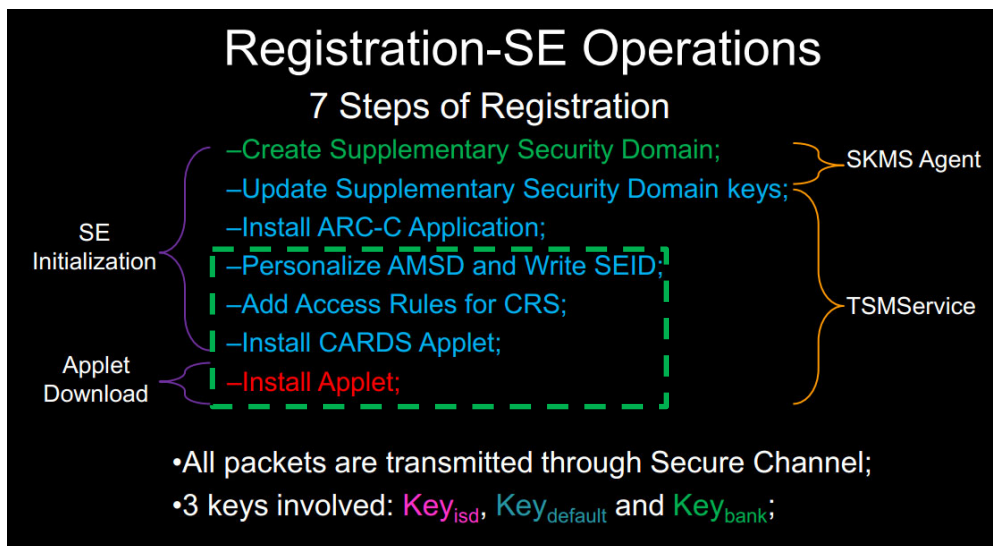 Registration-SE Operations
7 Steps of Registration
–Create Supplementary Security Domain;
–Update Supplementary Security Domain keys;
–Install ARC-C Application;
–Personalize AMSD and Write SEID;
–Add Access Rules for CRS;
–Install CARDS Applet;
–Install Applet;
SE
Initialization
Applet
Download
SKMS Agent
TSMService
•All packets are transmitted through Secure Channel;
•3 keys involved: Keyisd, Keydefault and Keybank;